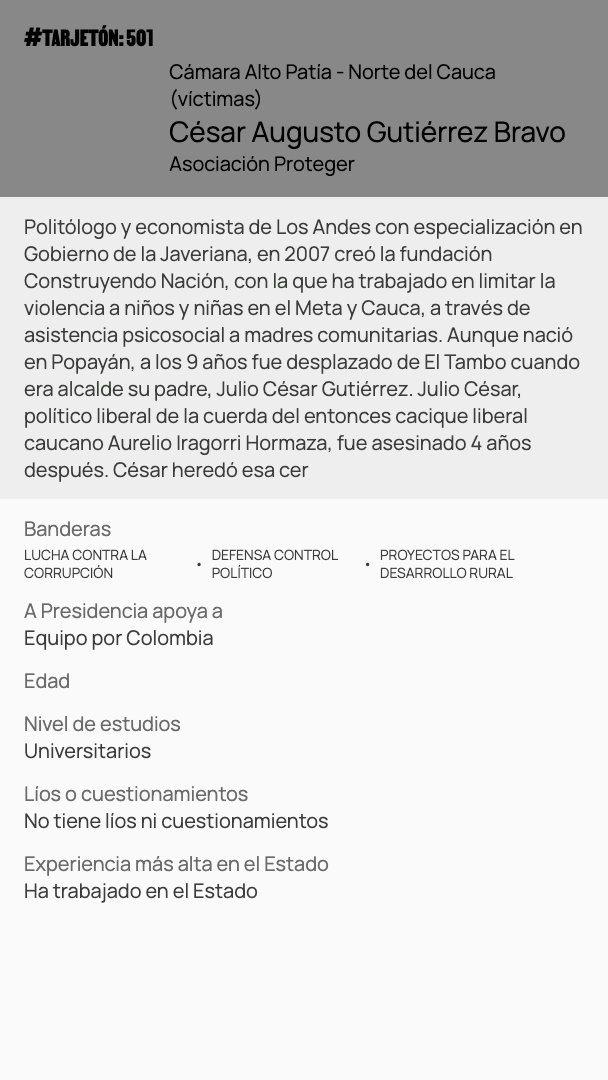 #TARJETÓN: 501
Cámara Alto Patía - Norte del Cauca
(víctimas)
César Augusto Gutiérrez Bravo
Asociación Proteger
Politólogo y economista de Los Andes con especialización en
Gobierno de la Javeriana, en 2007 creó la fundación
Construyendo Nación, con la que ha trabajado en limitar la
violencia a niños y niñas en el Meta y Cauca, a través de
asistencia psicosocial a madres comunitarias. Aunque nació
en Popayán, a los 9 años fue desplazado de El Tambo cuando
era alcalde su padre, Julio César Gutiérrez. Julio César,
político liberal de la cuerda del entonces cacique liberal
caucano Aurelio Iragorri Hormaza, fue asesinado 4 años
después. César heredó esa cer
Banderas
LUCHA CONTRA LA CORRUPCIÓN • DEFENSA CONTROL POLÍTICO • PROYECTOS PARA EL DESARROLLO RURAL
A Presidencia apoya a
Equipo por Colombia
Edad
Nivel de estudios
Universitarios
Líos o cuestionamientos
No tiene líos ni cuestionamientos
Experiencia más alta en el Estado
Ha trabajado en el Estado